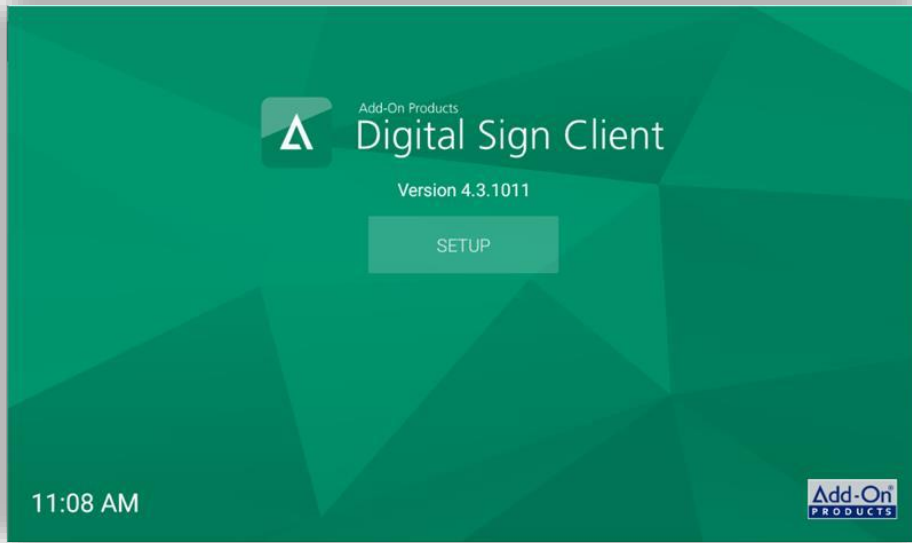 Add-On Products
Digital Sign Client
Version 4.3.1011
SETUP
11:08 AM
Add-On®
PRODUCTS